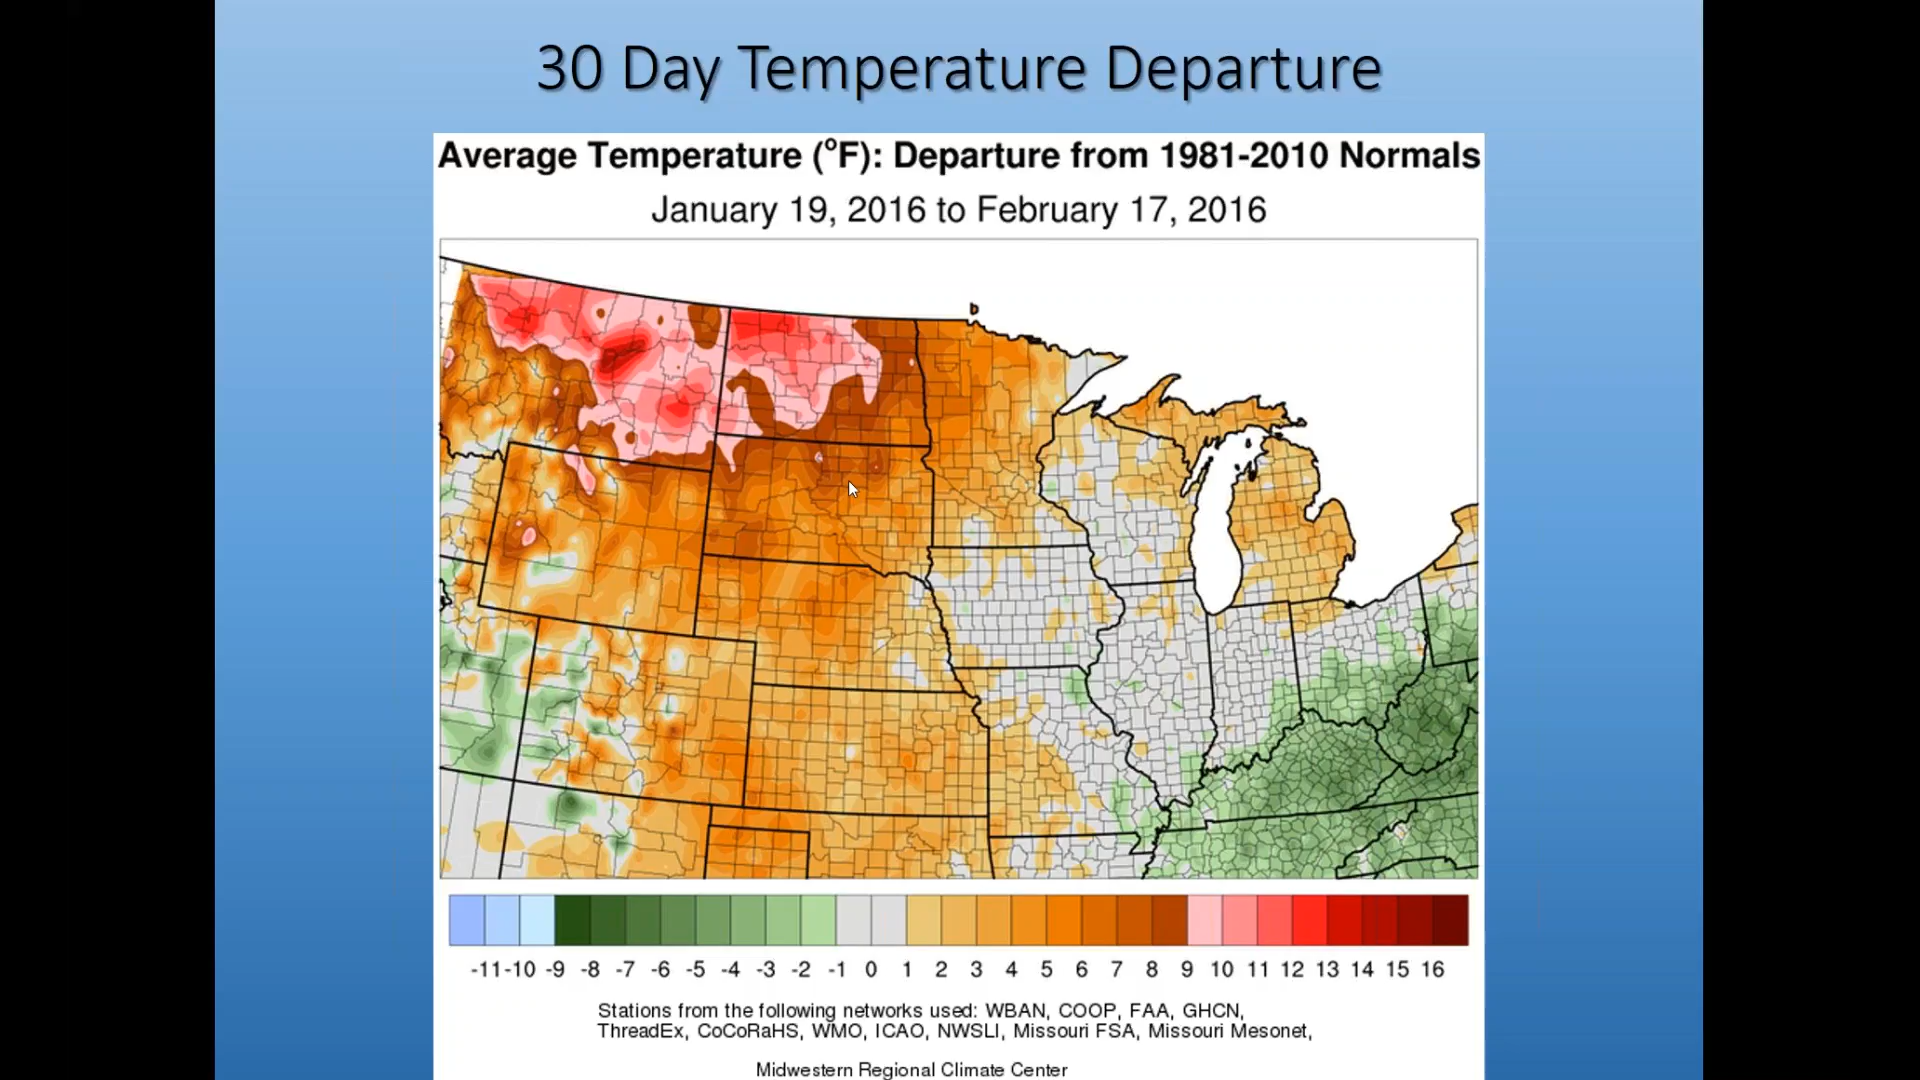 30 Day Temperature Departure
Average Temperature (°F): Departure from 1981-2010 Normals
January 19, 2016 to February 17, 2016
-11 -10 -9 -8 -7 -6 -5 -4 -3 -2 -1 0 1 2 3 4 5 6 7 8 9 10 11 12 13 14 15 16
Stations from the following networks used: WBAN, COOP, FAA, GHCN,
ThreadEx, CoCoRaHS, WMO, ICAO, NWSLI, Missouri FSA, Missouri Mesonet,
Midwestern Regional Climate Center